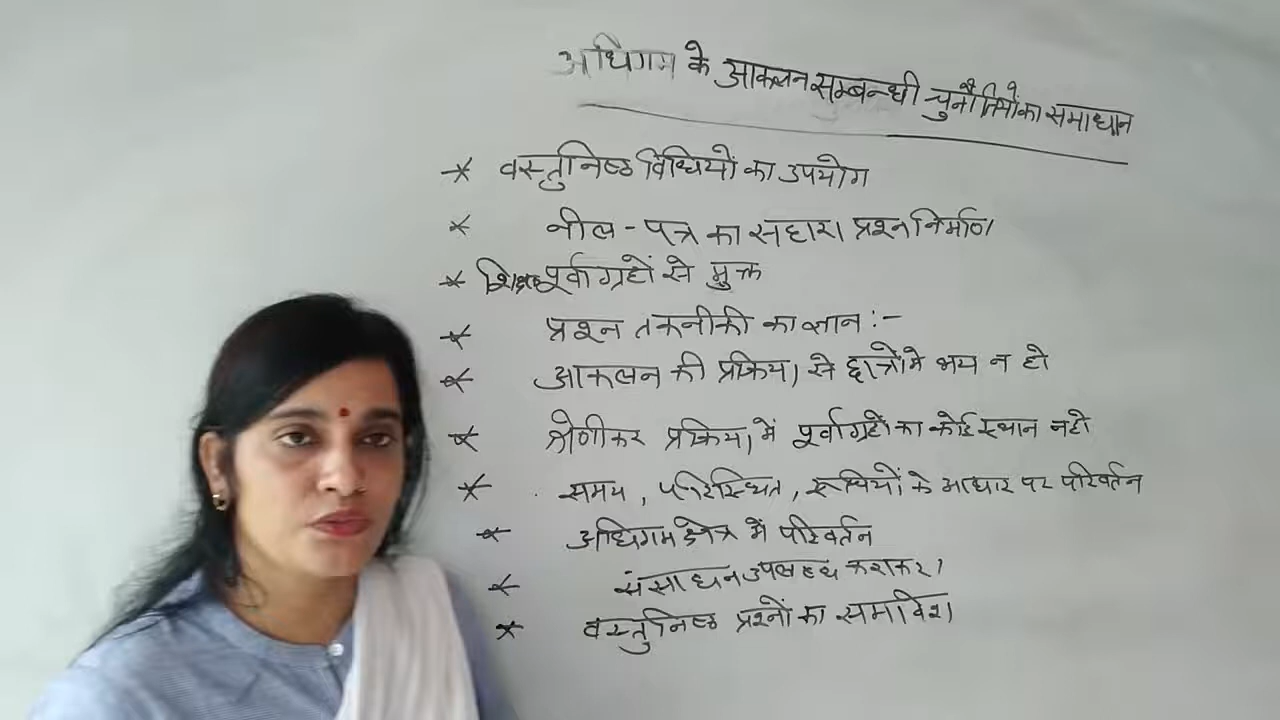 अधिगम के आकलन सम्बन्धी चुनौतियों का समाधान
* वस्तुनिष्ठ विधियों का उपयोग
* नील-पत्र का सहारा प्रश्न निर्माण
* शिक्षक पूर्वाग्रहों से मुक्त
* प्रश्न तकनीकी का ज्ञान :-
* आकलन की प्रक्रिया से छात्रों मे भय न हो
* श्रेणीकर प्रक्रिया में पूर्वाग्रहों का कोई स्थान नहो
* समय, परिस्थित, रूचियों के आधार पर परिवर्तन
* अधिगम क्षेत्र में परिवर्तन
* संसाधन उपलब्ध कराकर।
* वस्तुनिष्ठ प्रश्नों का समावेश